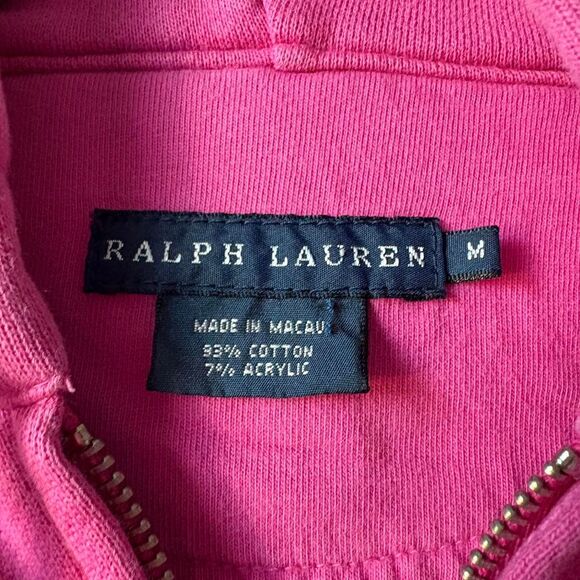 RALPH LAUREN M
MADE IN MACAU
93% COTTON
7% ACRYLIC